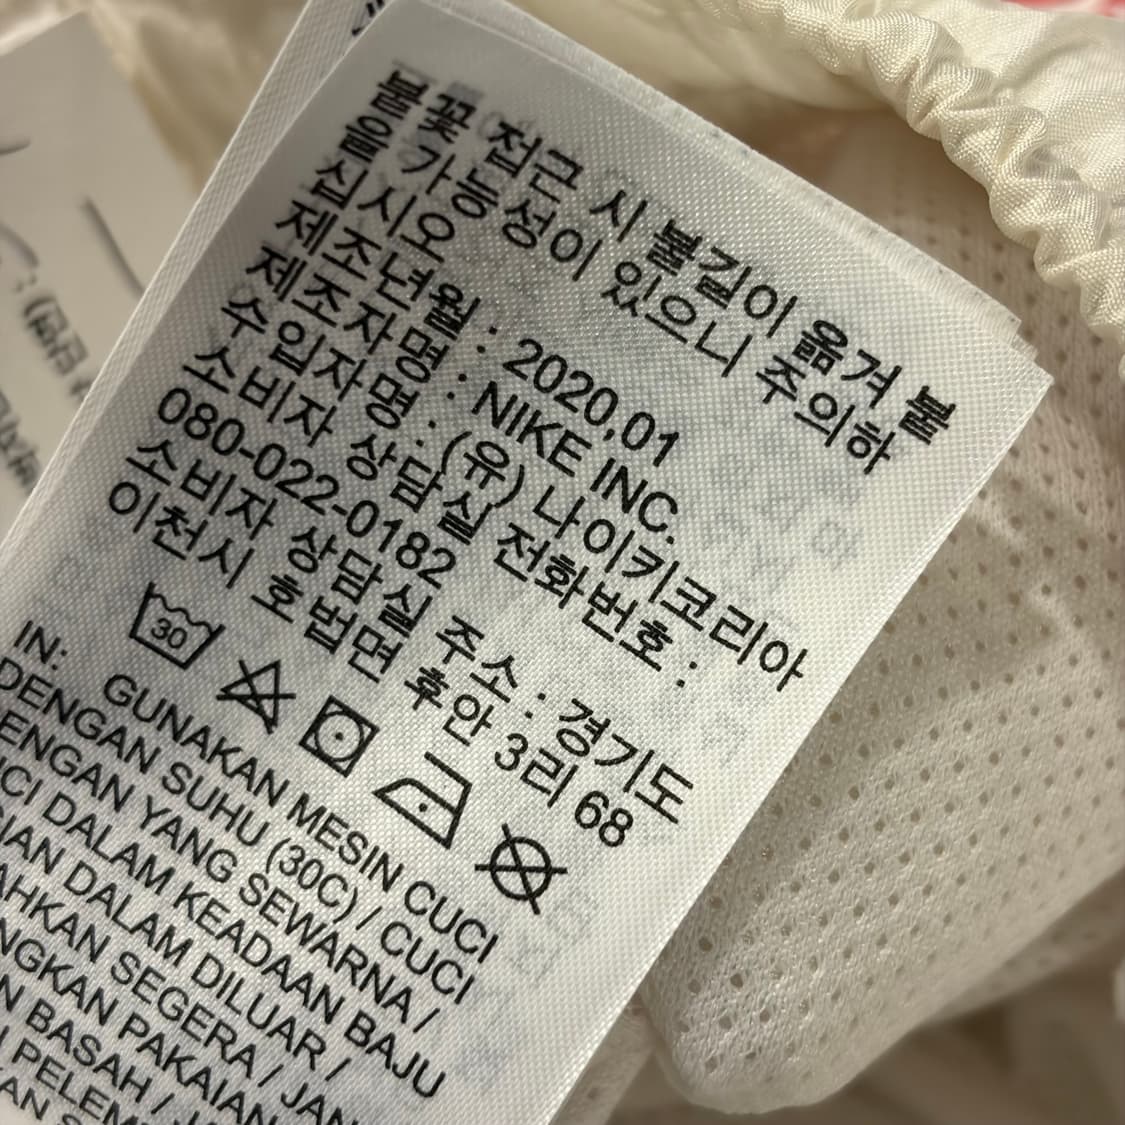 불꽃 접근 시 불길이 옮겨 붙
을 가능성이 있으니 주의하
십시오
제조년월 : 2020.01
제조자명 : NIKE INC.
수입자명 : (유) 나이키코리아
소비자 상담실 전화번호 :
080-022-0182
소비자 상담실 주소 : 경기도
이천시 호법면 후안 3리 68
30
IN:
GUNAKAN MESIN CUCI
DENGAN SUHU (30C) / CUCI
DENGAN YANG SEWARNA /
CUCI DALAM KEADAAN BAJU
DALAM DILUAR /
SEGERA /
PAKAIAN
BASAH /